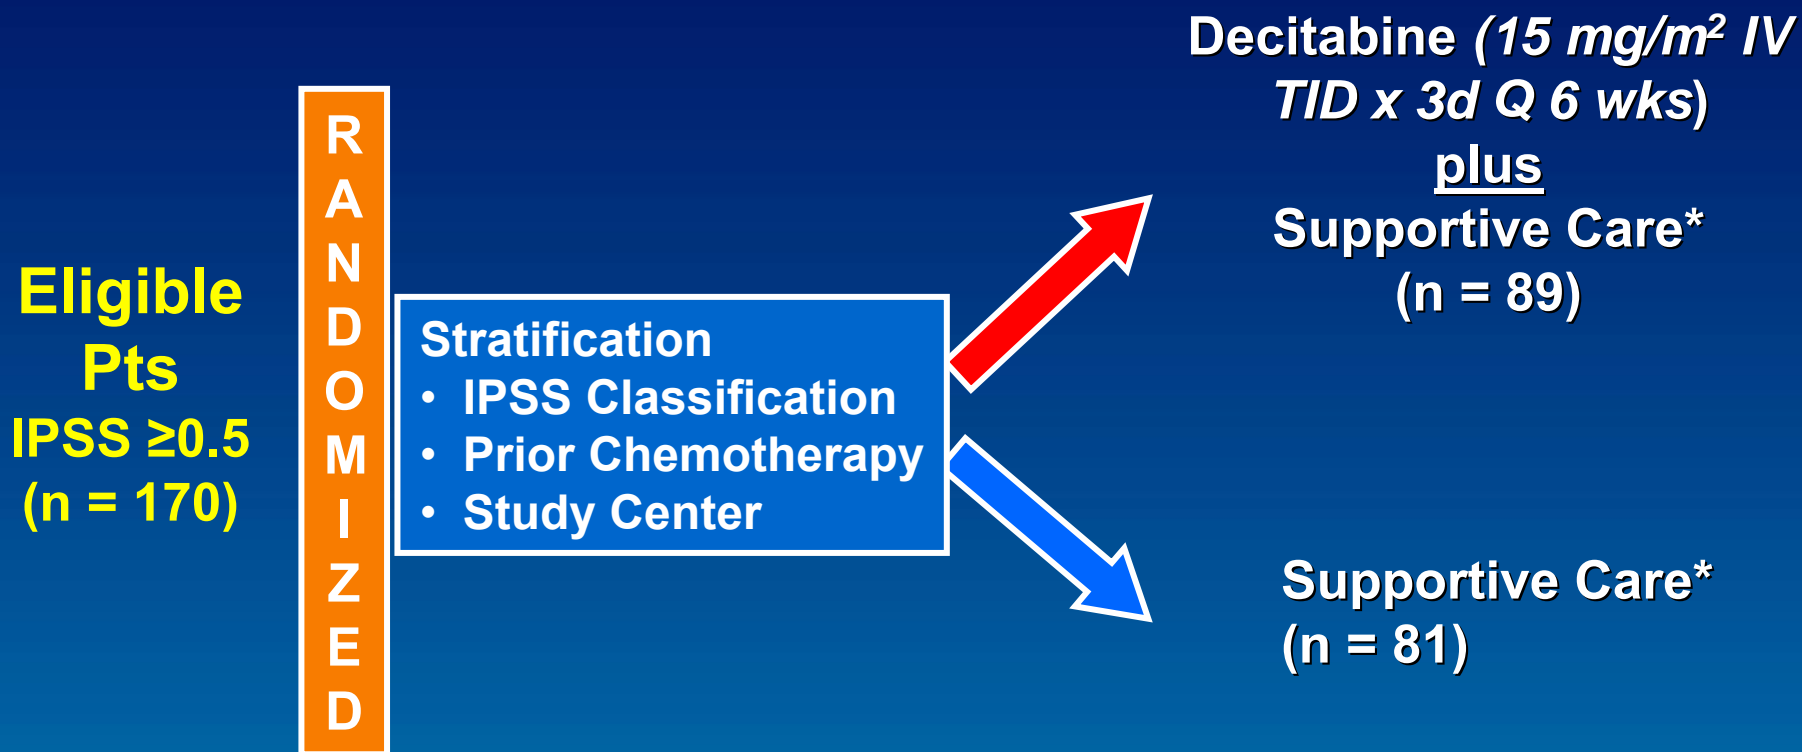 Eligible
Pts
IPSS ≥0.5
(n = 170)
RANDOMIZED
Stratification
• IPSS Classification
• Prior Chemotherapy
• Study Center
Decitabine (15 mg/m² IV
TID x 3d Q 6 wks)
plus
Supportive Care*
(n = 89)
Supportive Care*
(n = 81)